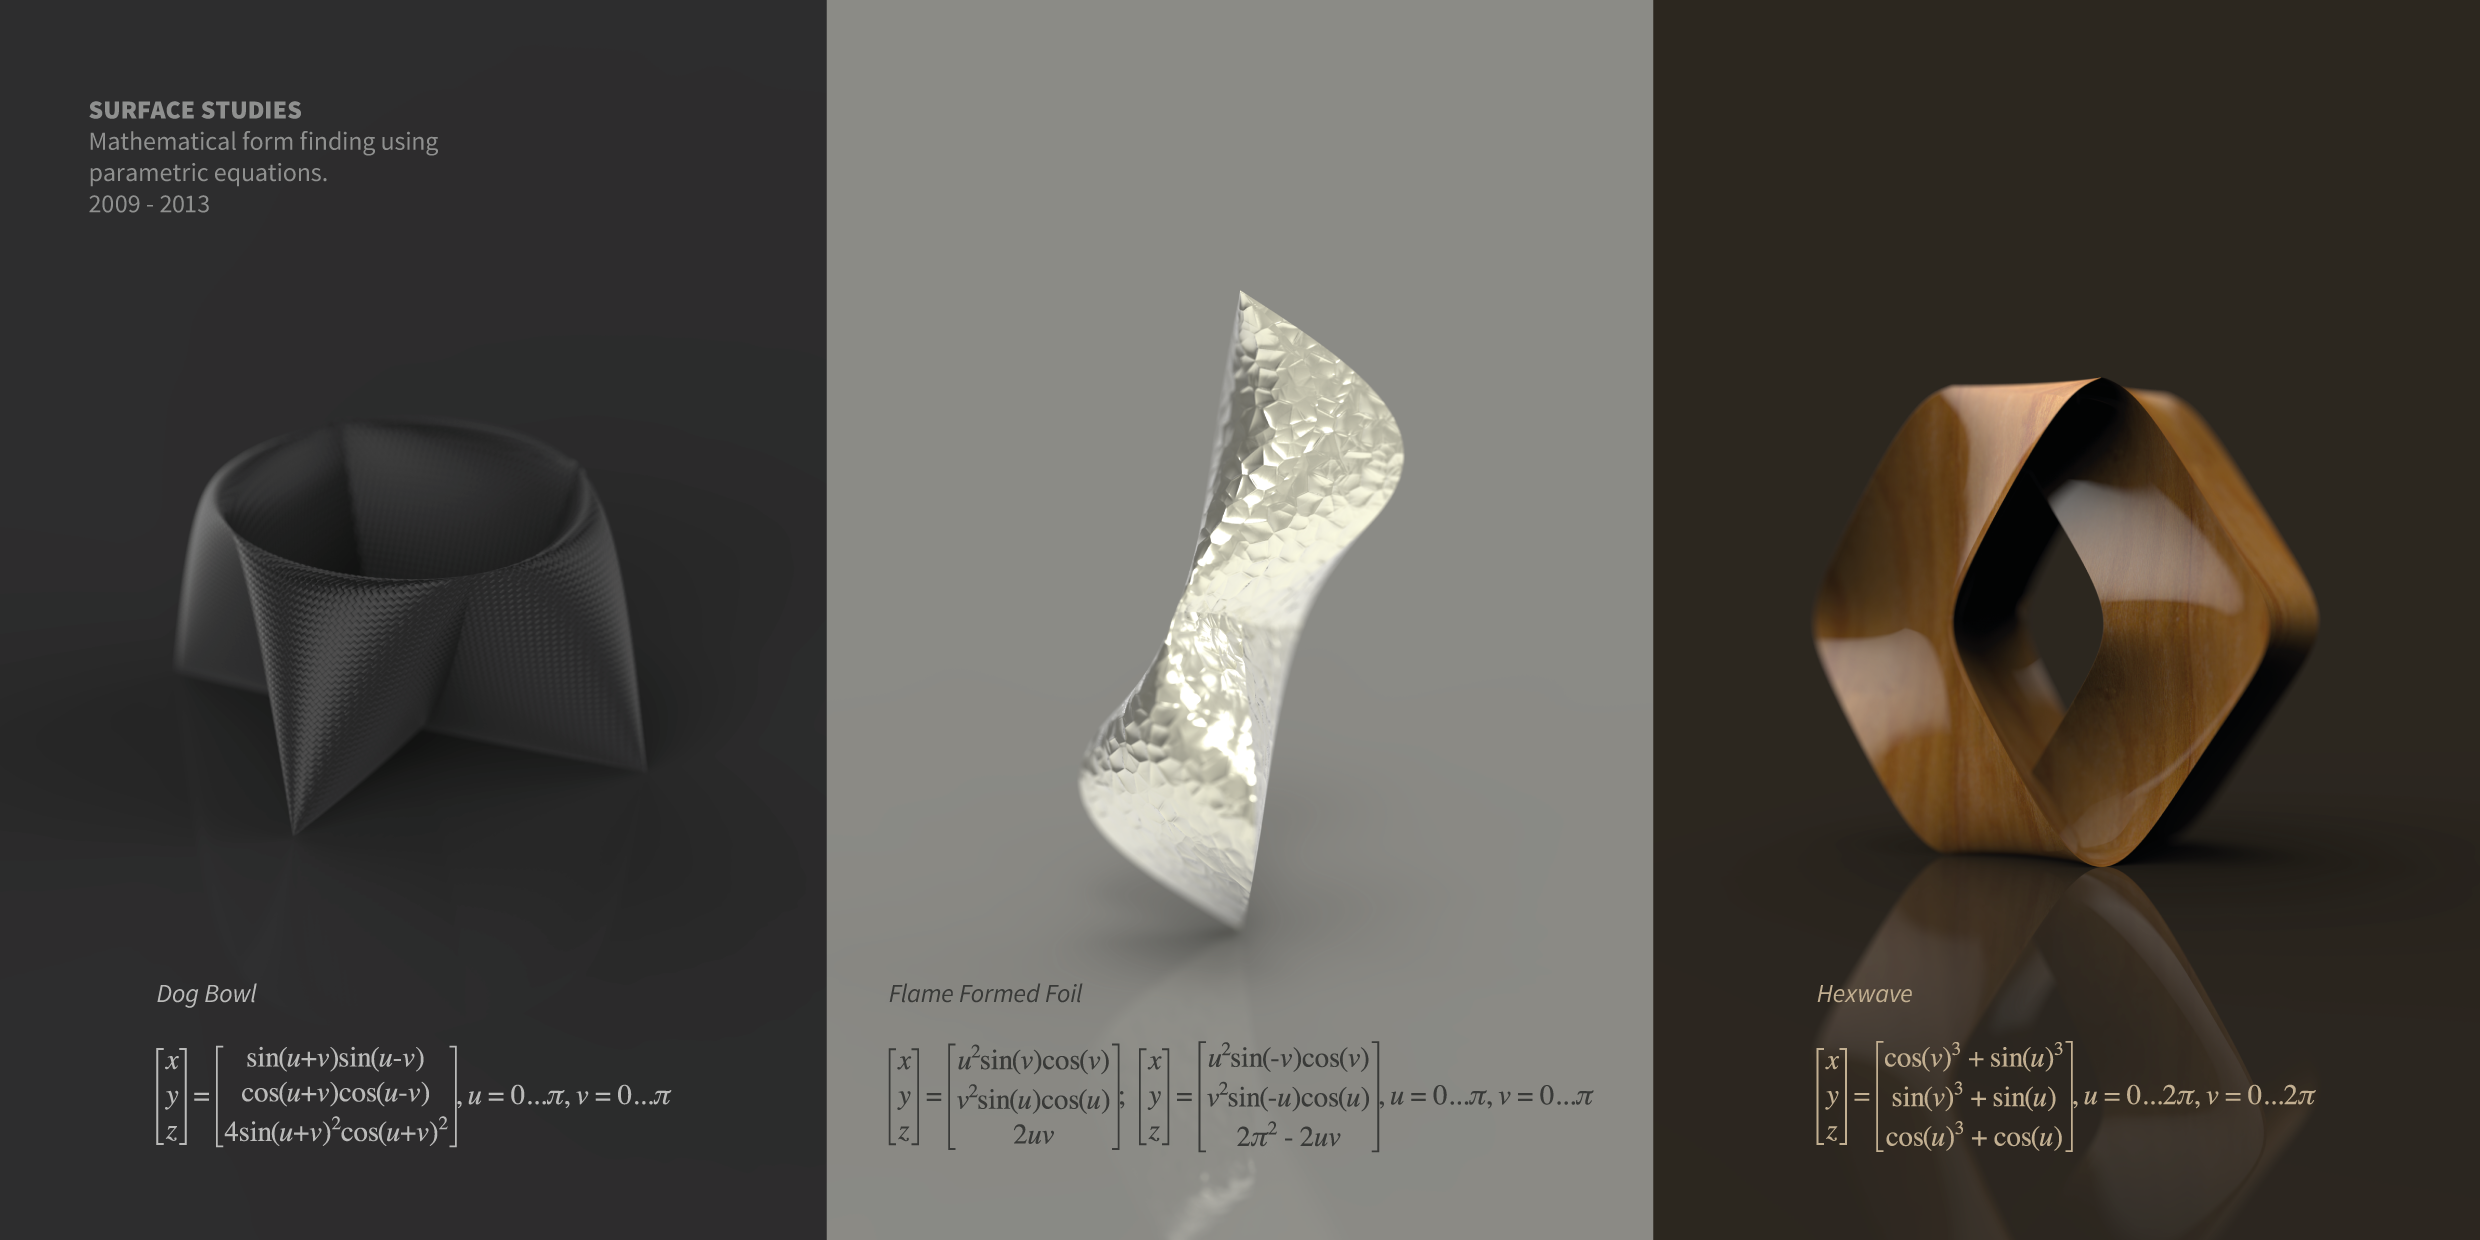 SURFACE STUDIES
Mathematical form finding using
parametric equations.
2009 - 2013
Dog Bowl
[x y z] = [sin(u+v)sin(u-v) cos(u+v)cos(u-v) 4sin(u+v)²cos(u+v)²], u = 0...π, v = 0...π
Flame Formed Foil
[x y z] = [u²sin(v)cos(v) v²sin(u)cos(u) 2uv]; [x y z] = [u²sin(-v)cos(v) v²sin(-u)cos(u) 2π² - 2uv], u = 0...π, v = 0...π
Hexwave
[x y z] = [cos(v)³ + sin(u)³ sin(v)³ + sin(u) cos(u)³ + cos(u)], u = 0...2π, v = 0...2π